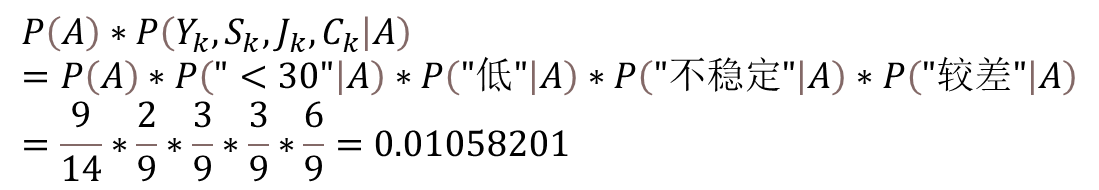 P(A) * P(Y_k, S_k, J_k, C_k|A)
= P(A) * P(" < 30"|A) * P("低"|A) * P("不稳定"|A) * P("较差"|A)
= 9/14 * 2/9 * 3/9 * 3/9 * 6/9 = 0.01058201